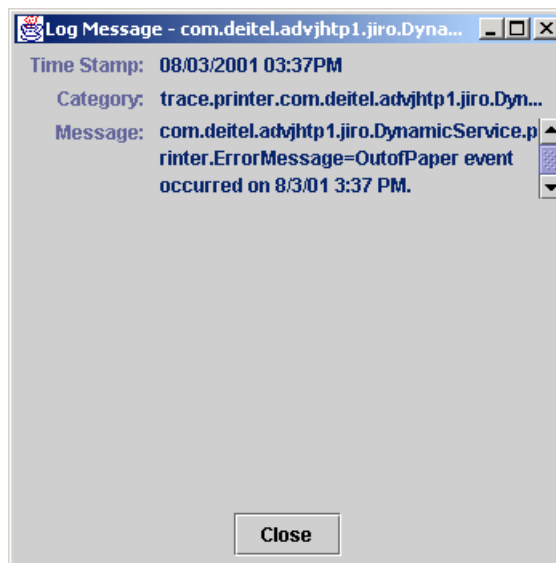 Log Message - com.deitel.advjhtp1.jiro.Dyna...
Time Stamp: 08/03/2001 03:37PM
Category: trace.printer.com.deitel.advjhtp1.jiro.Dyn...
Message: com.deitel.advjhtp1.jiro.DynamicService.p
rinter.ErrorMessage=OutofPaper event
occurred on 8/3/01 3:37 PM.
Close